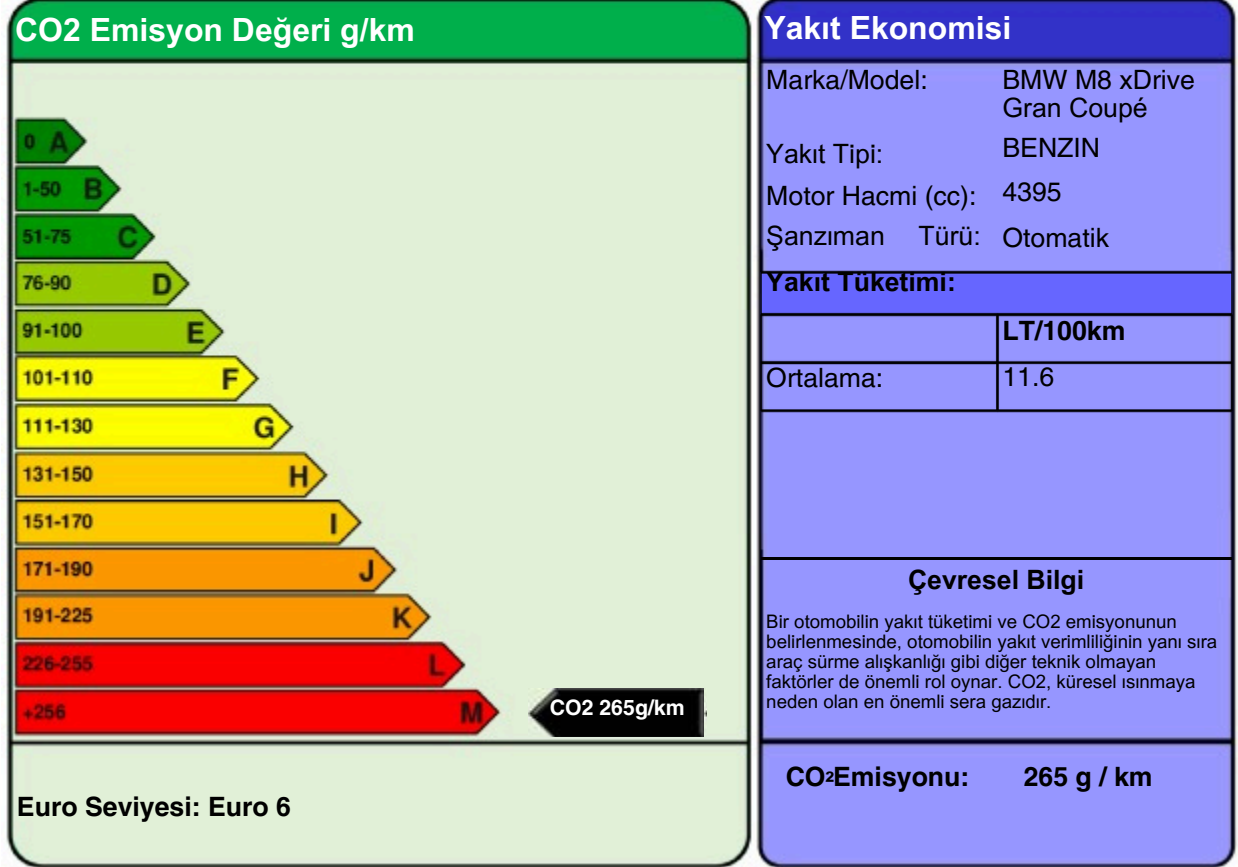 CO2 Emisyon Değeri g/km
0 A
1-50 B
51-75 C
76-90 D
91-100 E
101-110 F
111-130 G
131-150 H
151-170 I
171-190 J
191-225 K
226-255 L
+256 M
CO2 265g/km
Euro Seviyesi: Euro 6
Yakıt Ekonomisi
Marka/Model: BMW M8 xDrive
Gran Coupé
Yakıt Tipi: BENZIN
Motor Hacmi (cc): 4395
Şanzıman Türü: Otomatik
Yakıt Tüketimi:
LT/100km
Ortalama: 11.6
Çevresel Bilgi
Bir otomobilin yakıt tüketimi ve CO2 emisyonunun
belirlenmesinde, otomobilin yakıt verimliliğinin yanı sıra
araç sürme alışkanlığı gibi diğer teknik olmayan
faktörler de önemli rol oynar. CO2, küresel ısınmaya
neden olan en önemli sera gazıdır.
CO2Emisyonu: 265 g / km